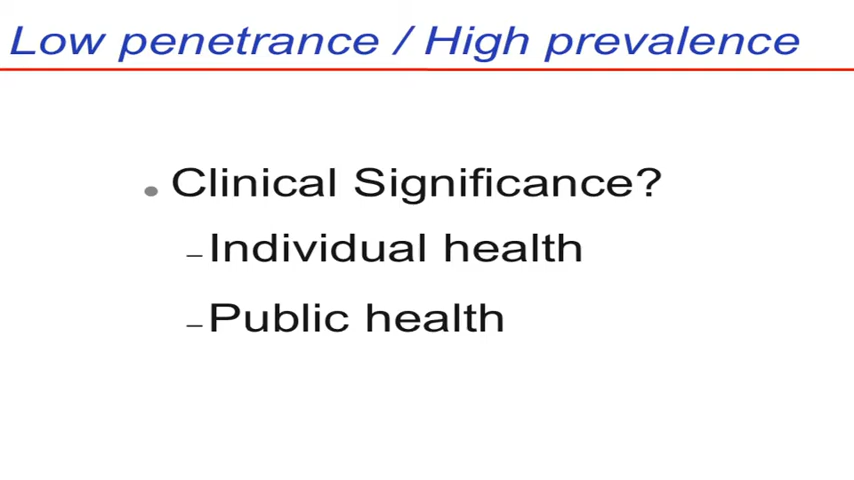 Low penetrance / High prevalence
• Clinical Significance?
–Individual health
–Public health